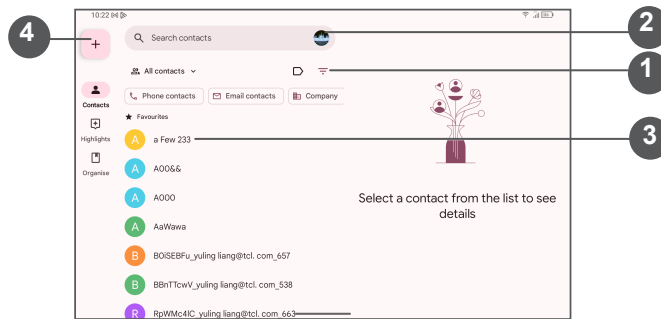 10:22
4
2
+
Search contacts
All contacts
1
Phone contacts
Email contacts
Company
Contacts
Favourites
Highlights
A
a Few 233
3
Organise
A
A00&&
A
A000
Select a contact from the list to see
details
A
AaWawa
B
B0iSEBFu_yuling liang@tcl. com_657
B
BBnTTcwV_yuling liang@tcl. com_538
R
RpWMc4lC_yuling liang@tcl. com_663